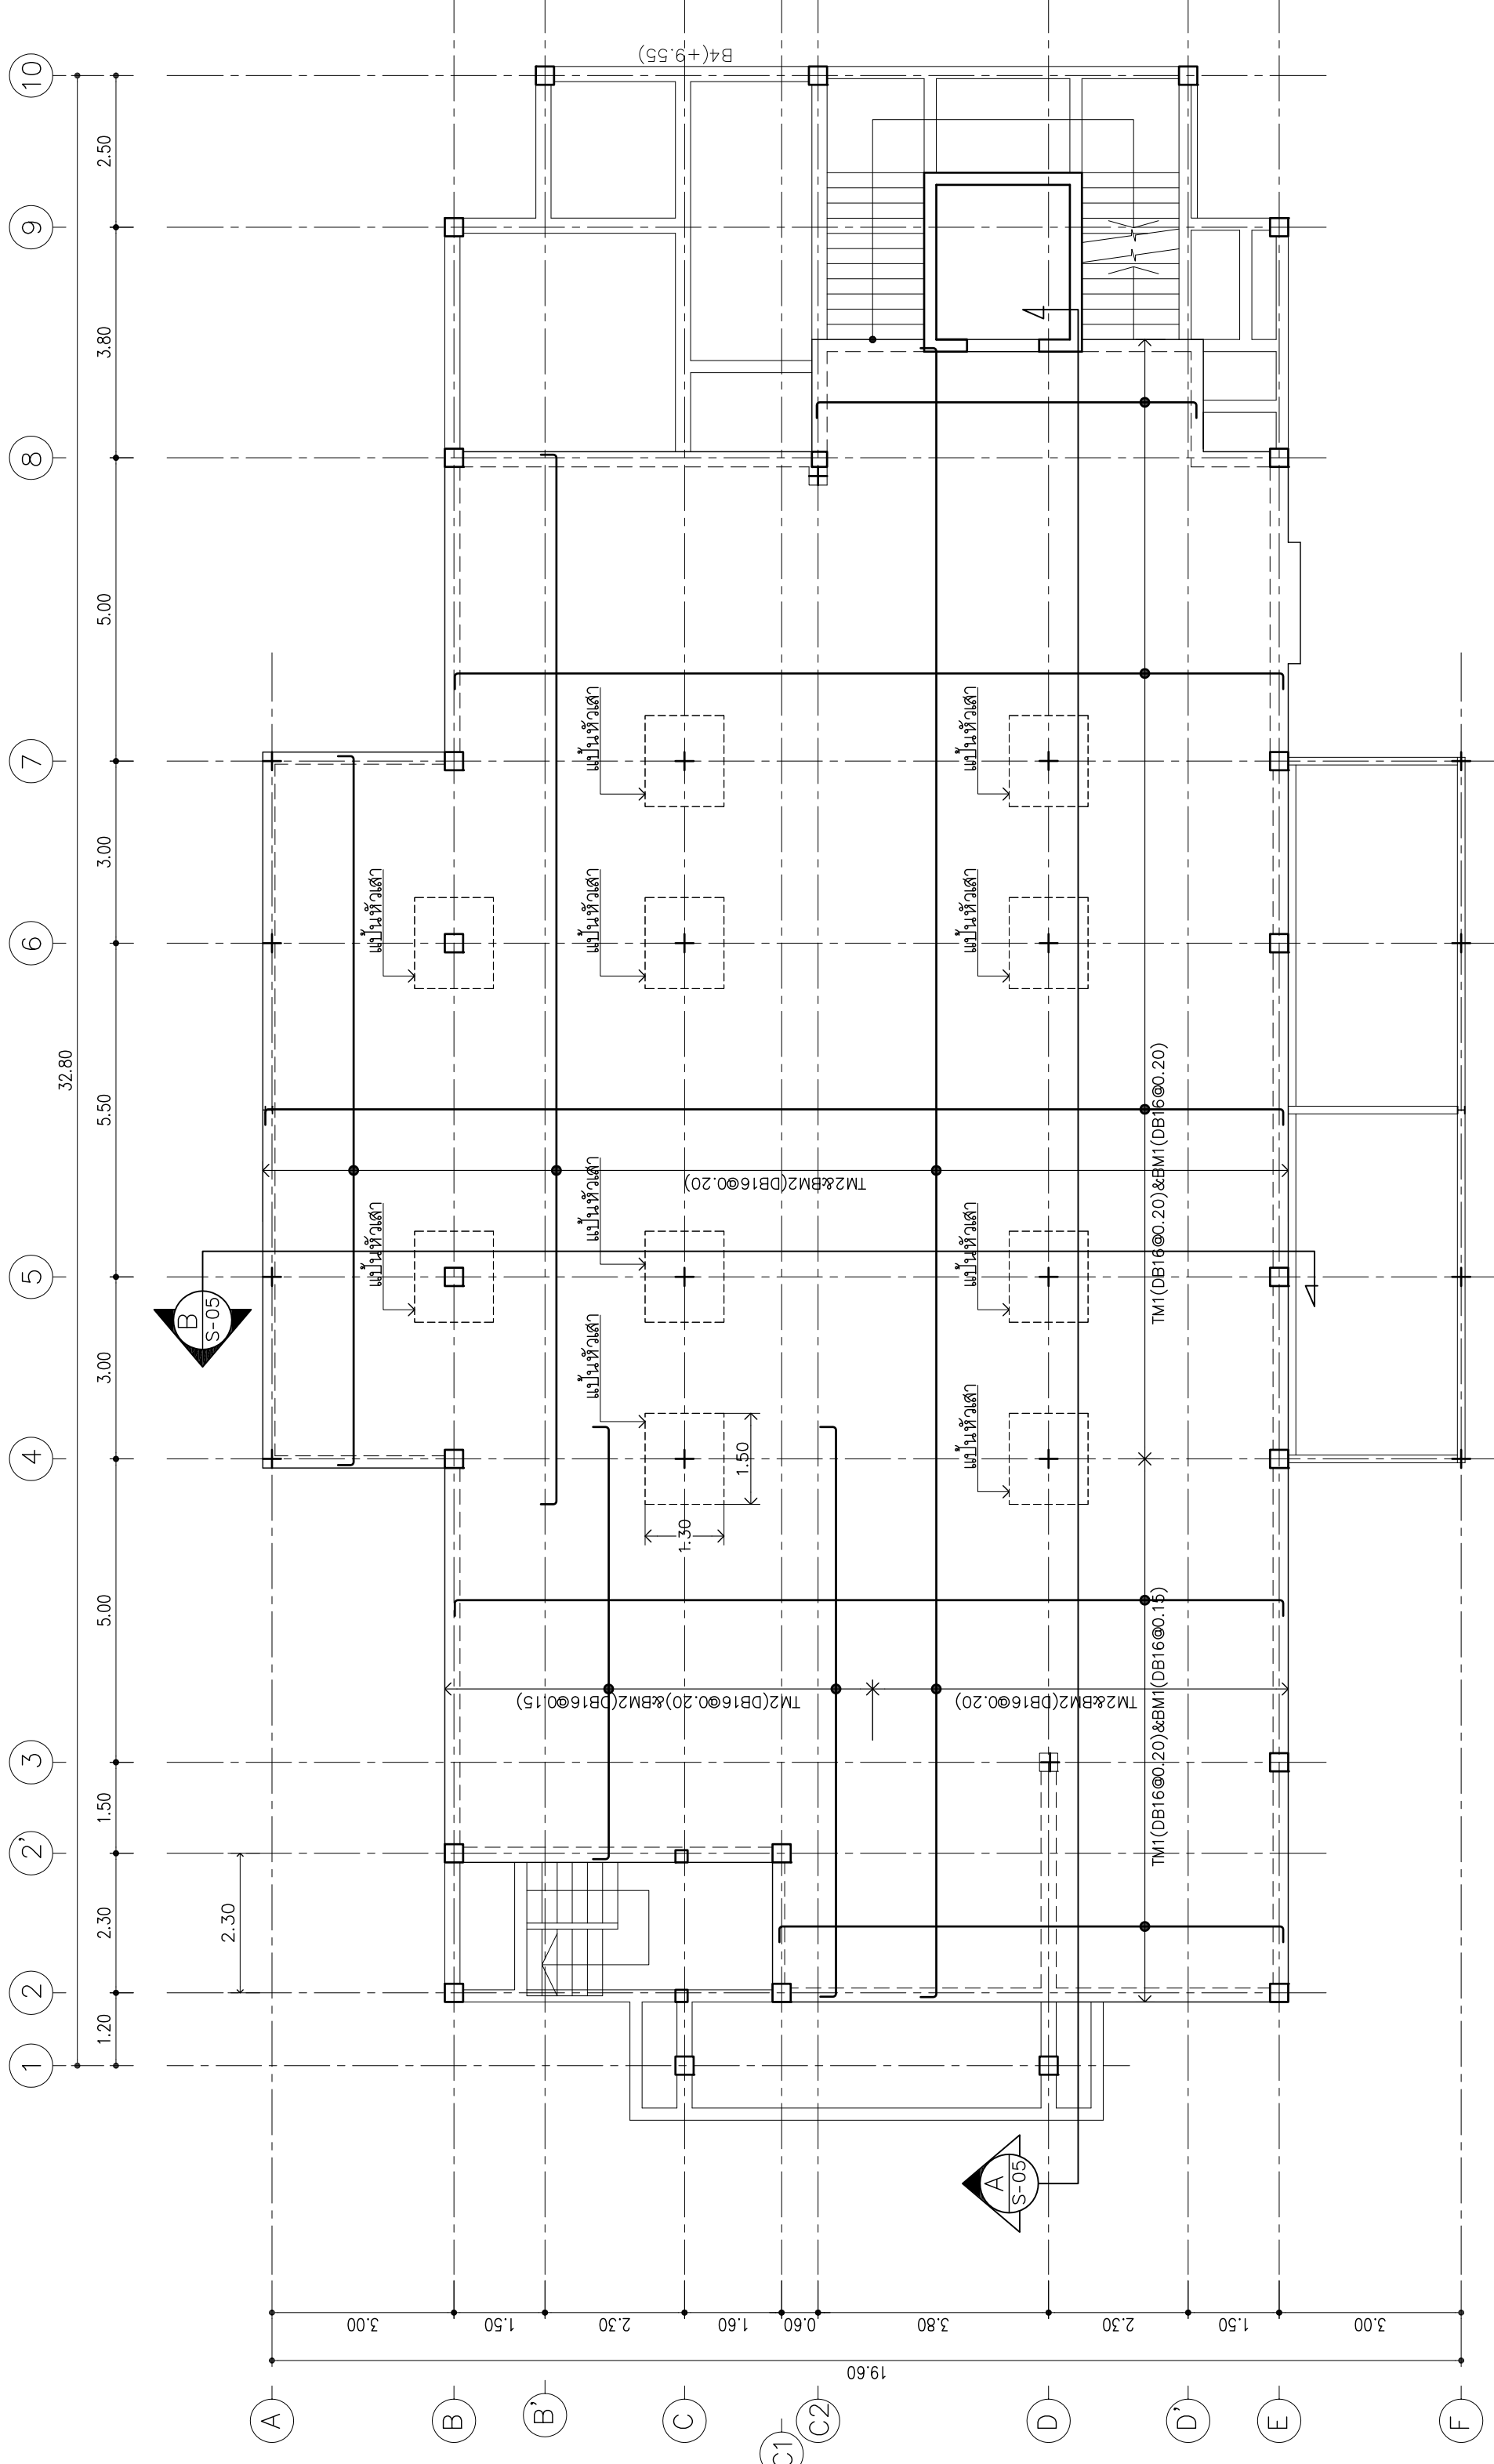 10
9
8
7
6
5
4
3
2'
2
1
2.50
3.80
5.00
3.00
5.50
3.00
5.00
1.50
2.30
1.20
32.80
2.30
B4(+9.55)
แป้นหัวเสา
แป้นหัวเสา
แป้นหัวเสา
แป้นหัวเสา
แป้นหัวเสา
แป้นหัวเสา
แป้นหัวเสา
แป้นหัวเสา
แป้นหัวเสา
แป้นหัวเสา
B
S-05
TM2&BM2(DB16@0.20)
TM1(DB16@0.20)&BM1(DB16@0.20)
1.50
1.30
TM2(DB16@0.20)&BM2(DB16@0.15)
TM2&BM2(DB16@0.20)
TM1(DB16@0.20)&BM1(DB16@0.15)
A
S-05
3.00
1.50
2.30
1.60
0.60
3.80
2.30
1.50
3.00
19.60
A
B
B'
C
C1
C2
D
D'
E
F